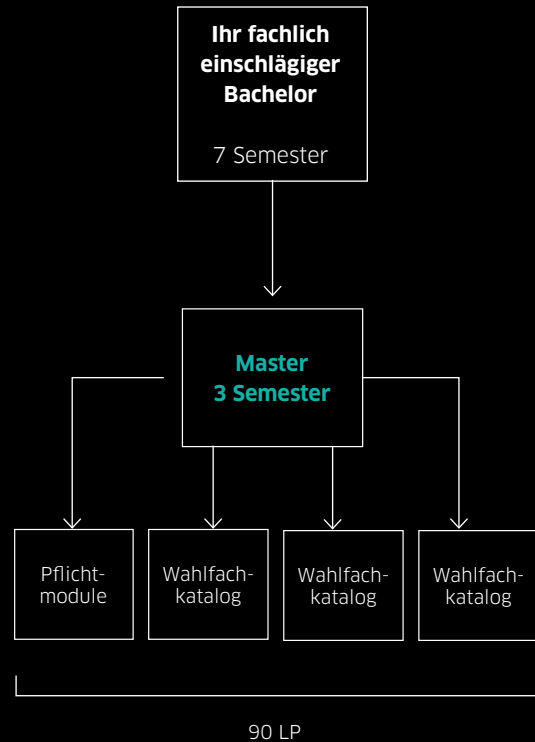 Ihr fachlich
einschlägiger
Bachelor
7 Semester
Master
3 Semester
Pflicht-
module
Wahlfach-
katalog
Wahlfach-
katalog
Wahlfach-
katalog
90 LP